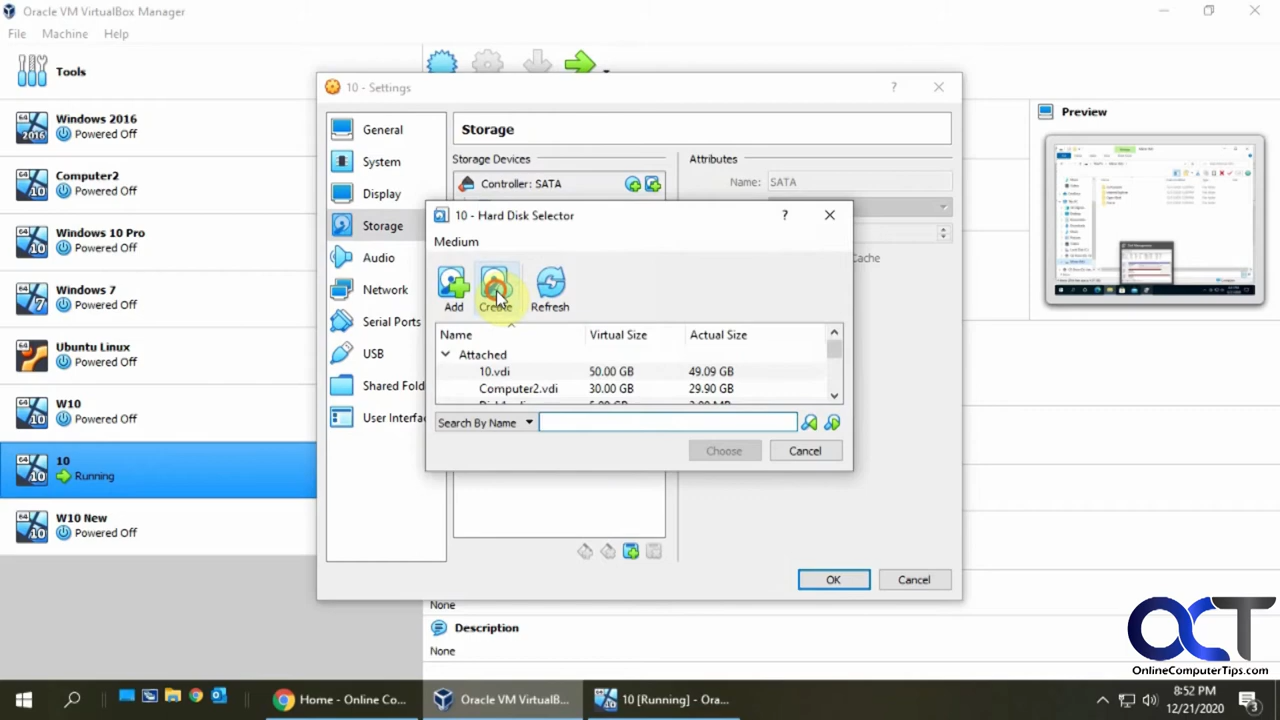 Oracle VM VirtualBox Manager
File Machine Help
Tools
Windows 2016
Powered Off
Computer2
Powered Off
Windows 10 Pro
Powered Off
Windows 7
Powered Off
Ubuntu Linux
Powered Off
W10
Powered Off
10
Running
W10 New
Powered Off
10 - Settings
General
System
Display
Storage
Audio
Serial Ports
USB
Shared Fold
User Interfa
Storage
Storage Devices
Controller: SATA
Attributes
Name: SATA
Cache
10 - Hard Disk Selector
Medium
Add Create Refresh
Name Virtual Size Actual Size
Attached
10.vdi 50.00 GB 49.09 GB
Computer2.vdi 30.00 GB 29.90 GB
Search By Name
Choose Cancel
OK Cancel
Preview
None
Description
None
OCT
OnlineComputerTips.com
Home - Online Co... Oracle VM VirtualB... 10 [Running] - Ora...
8:52 PM
12/21/2020
3